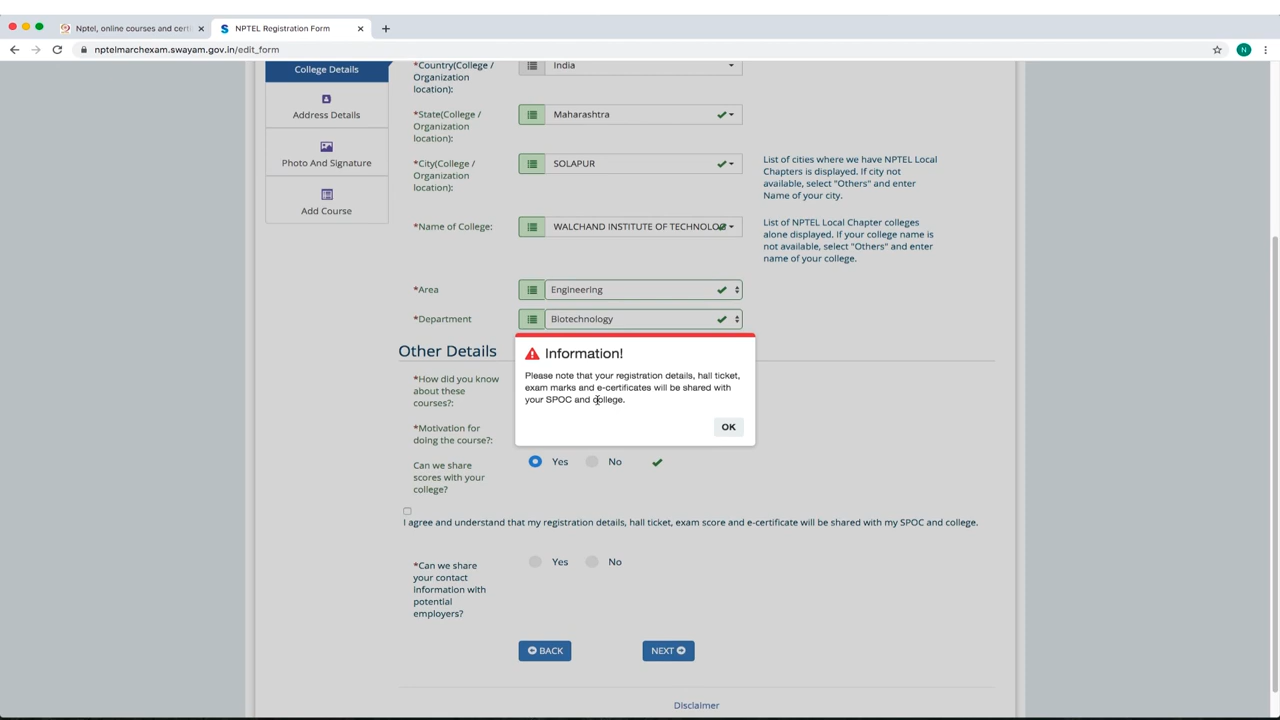 Nptel, online courses and certi
NPTEL Registration Form
nptelmarchexam.swayam.gov.in/edit_form
N
College Details
Address Details
Photo And Signature
Add Course
*Country(College /
Organization
location):
India
*State(College /
Organization
location):
Maharashtra
*City(College /
Organization
location):
SOLAPUR
List of cities where we have NPTEL Local
Chapters is displayed. If city not
available, select "Others" and enter
Name of your city.
*Name of College:
WALCHAND INSTITUTE OF TECHNOLOG
List of NPTEL Local Chapter colleges
alone displayed. If your college name is
not available, select "Others" and enter
name of your college.
*Area
Engineering
*Department
Biotechnology
Other Details
Information!
Please note that your registration details, hall ticket,
exam marks and e-certificates will be shared with
your SPOC and college.
OK
*How did you know
about these
courses?:
*Motivation for
doing the course?:
Can we share
scores with your
college?
Yes
No
I agree and understand that my registration details, hall ticket, exam score and e-certificate will be shared with my SPOC and college.
*Can we share
your contact
information with
potential
employers?
Yes
No
BACK
NEXT
Disclaimer